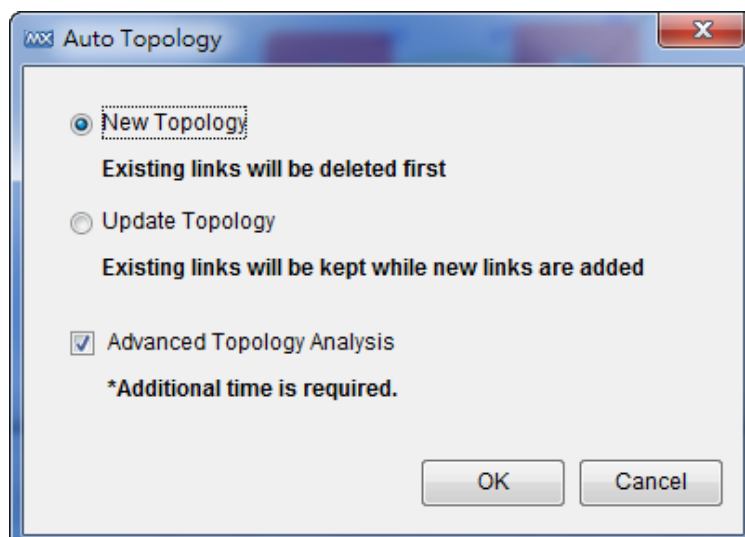 MX Auto Topology
New Topology
Existing links will be deleted first
Update Topology
Existing links will be kept while new links are added
Advanced Topology Analysis
*Additional time is required.
OK Cancel